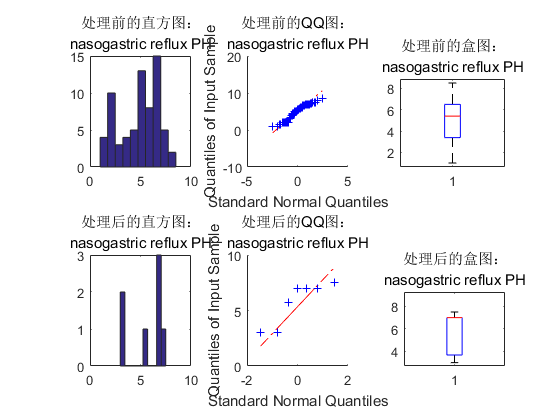 处理前的直方图：
nasogastric reflux PH
15
10
5
0
0 5 10
处理前的QQ图：
nasogastric reflux PH
Quantiles of Input Sample
20
10
0
-10
-5 0 5
Standard Normal Quantiles
处理前的盒图：
nasogastric reflux PH
8
6
4
2
1
处理后的直方图：
nasogastric reflux PH
3
2
1
0
0 5 10
处理后的QQ图：
nasogastric reflux PH
Quantiles of Input Sample
10
5
0
-2 0 2
Standard Normal Quantiles
处理后的盒图：
nasogastric reflux PH
8
6
4
1